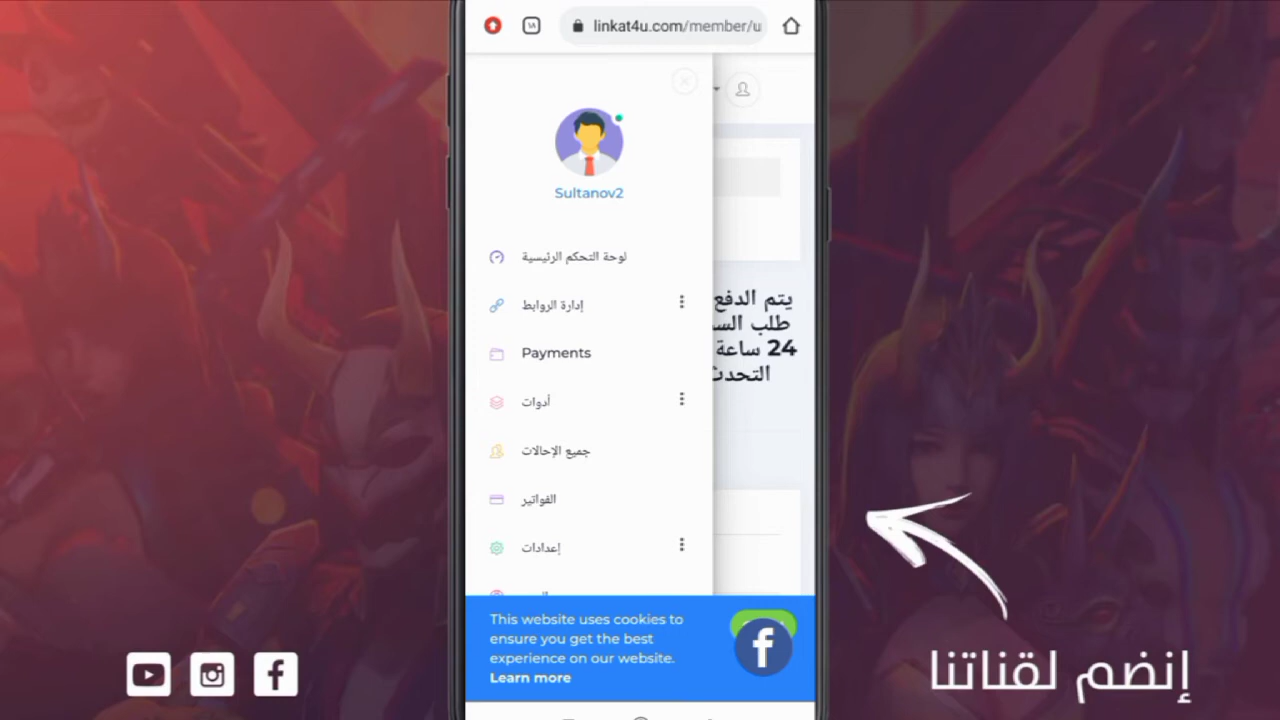 linkat4u.com/member/u
Sultanov2
لوحة التحكم الرئيسية
إدارة الروابط
Payments
أدوات
جميع الإحالات
الفواتير
إعدادات
يتم الدفع
طلب
24 ساعة
This website uses cookies to
ensure you get the best
experience on our website.
Learn more
إنضم لقناتنا